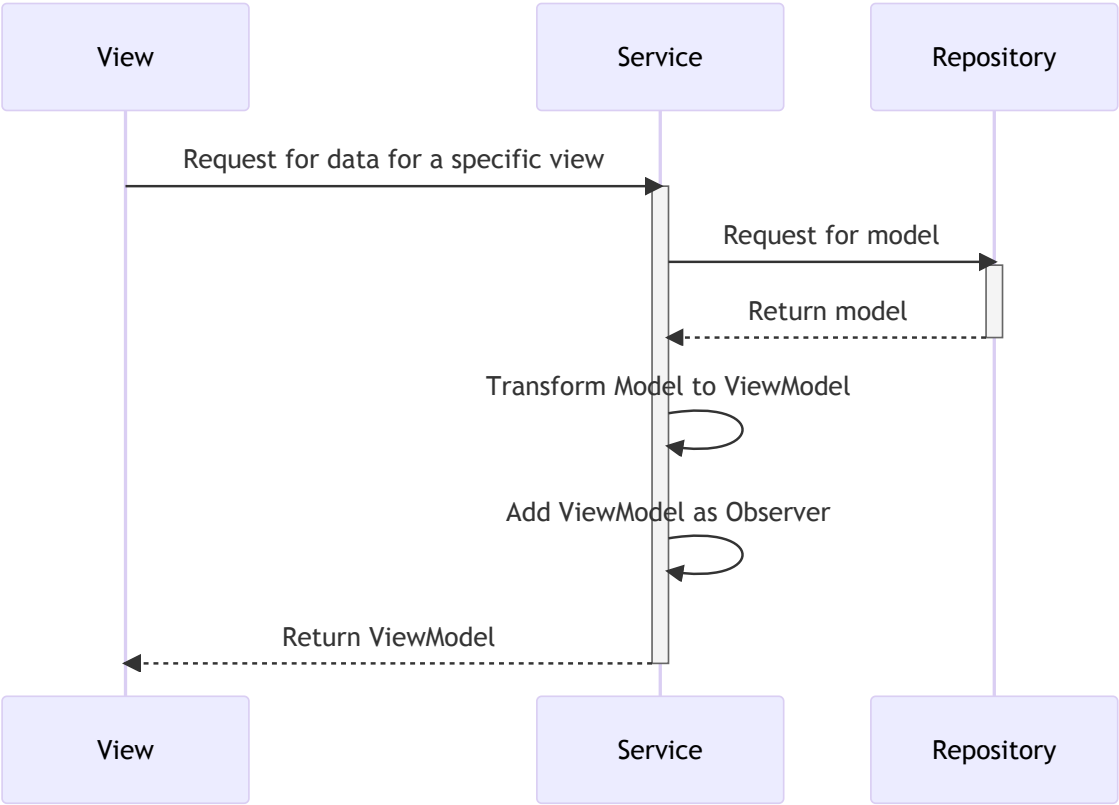 View
Service
Repository
Request for data for a specific view
Request for model
Return model
Transform Model to ViewModel
Add ViewModel as Observer
Return ViewModel
View
Service
Repository